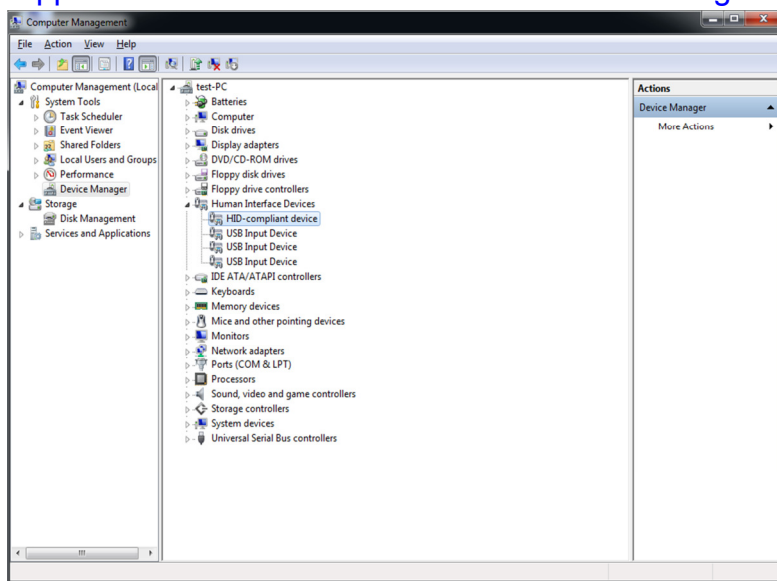 Computer Management
File Action View Help
Computer Management (Local
System Tools
Task Scheduler
Event Viewer
Shared Folders
Local Users and Groups
Performance
Device Manager
Storage
Disk Management
Services and Applications
test-PC
Batteries
Computer
Disk drives
Display adapters
DVD/CD-ROM drives
Floppy disk drives
Floppy drive controllers
Human Interface Devices
HID-compliant device
USB Input Device
USB Input Device
USB Input Device
IDE ATA/ATAPI controllers
Keyboards
Memory devices
Mice and other pointing devices
Monitors
Network adapters
Ports (COM & LPT)
Processors
Sound, video and game controllers
Storage controllers
System devices
Universal Serial Bus controllers
Actions
Device Manager
More Actions